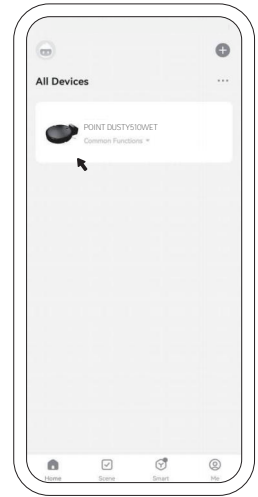 All Devices
POINT DUSTY510WET
Common Functions
Home Scene Smart Me